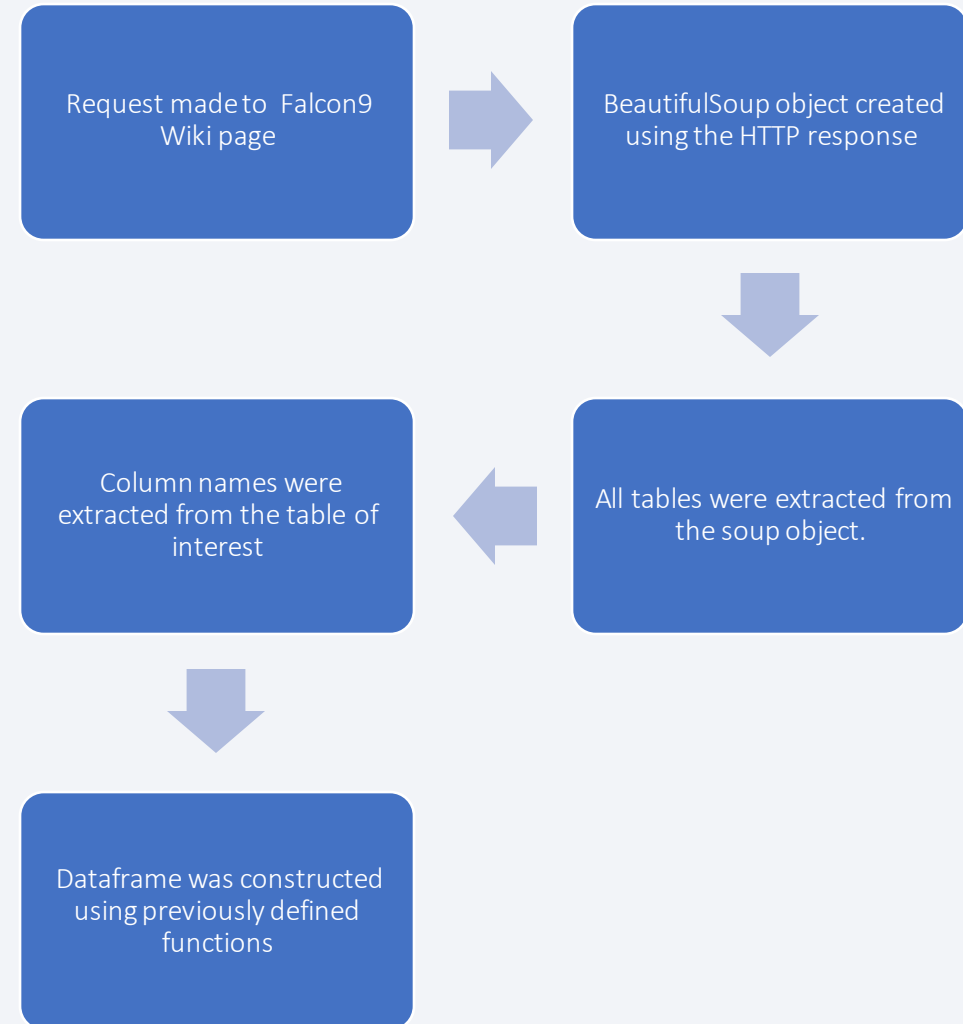 Request made to Falcon9
Wiki page
BeautifulSoup object created
using the HTTP response
All tables were extracted from
the soup object.
Column names were
extracted from the table of
interest
Dataframe was constructed
using previously defined
functions